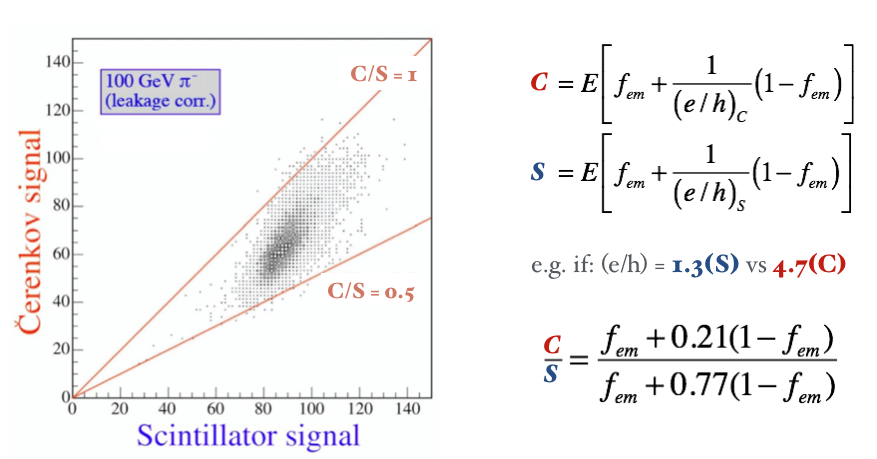 140
120
100
80
60
40
20
0
Čerenkov signal
100 GeV π⁻
(leakage corr.)
C/S = 1
C/S = 0.5
0 20 40 60 80 100 120 140
Scintillator signal
C = E[f_em + 1/(e/h)_C (1 − f_em)]
S = E[f_em + 1/(e/h)_S (1 − f_em)]
e.g. if: (e/h) = 1.3(S) vs 4.7(C)
C/S = (f_em + 0.21(1 − f_em))/(f_em + 0.77(1 − f_em))